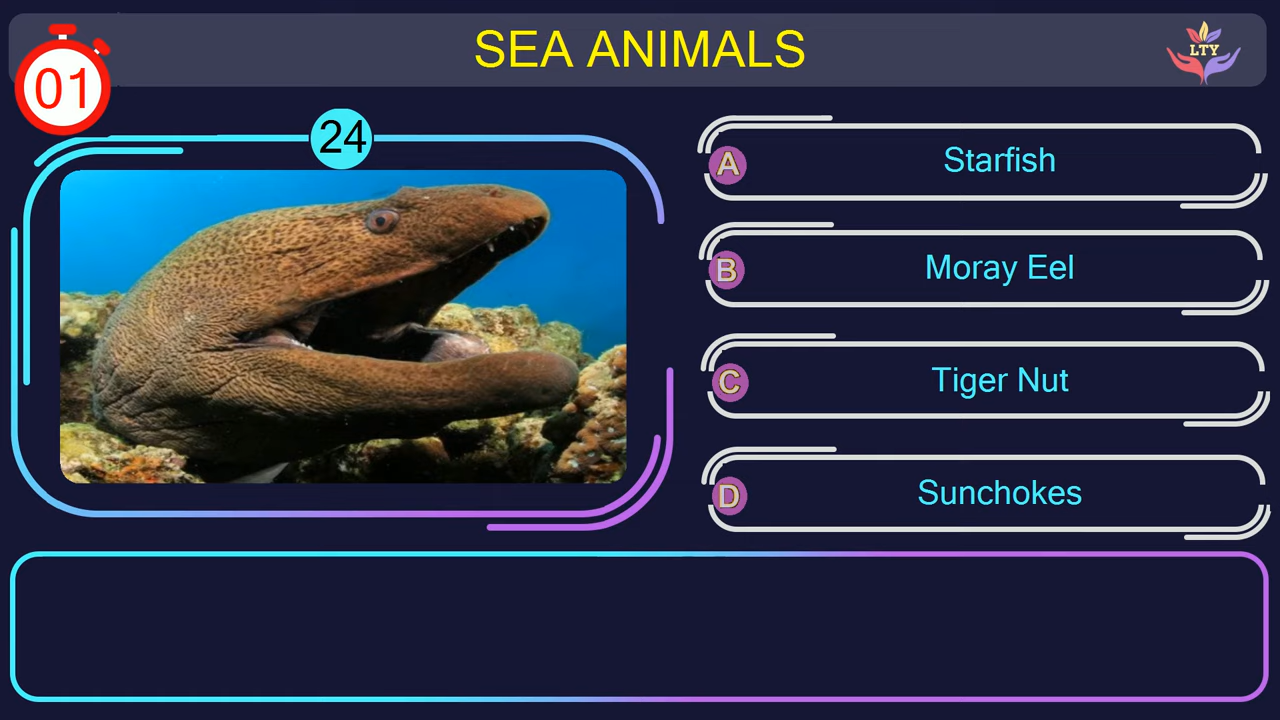 SEA ANIMALS
LTY
01
24
A Starfish
B Moray Eel
C Tiger Nut
D Sunchokes